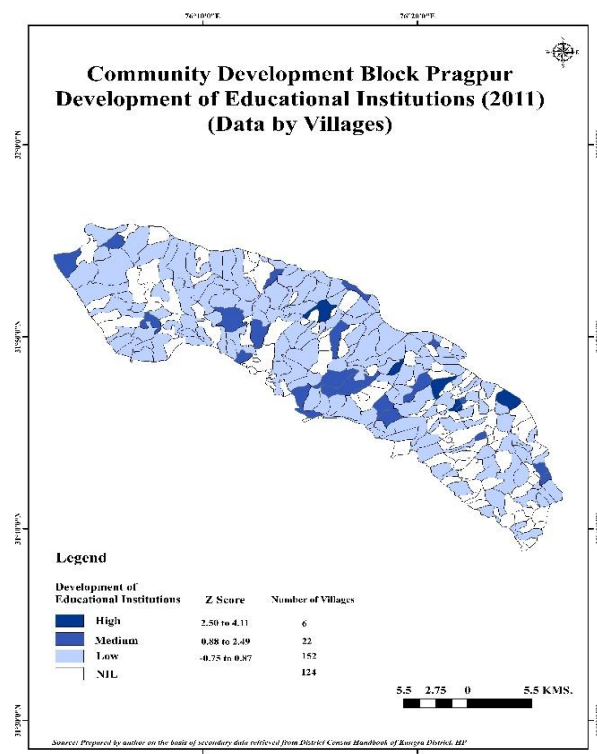 76°10'0"E 76°20'0"E
N
Community Development Block Pragpur
Development of Educational Institutions (2011)
(Data by Villages)
32°0'0"N
Legend
Development of
Educational Institutions Z Score Number of Villages
High 2.50 to 4.11 6
Medium 0.88 to 2.49 22
Low -0.75 to 0.87 152
NIL 124
5.5 2.75 0 5.5 KMS.
Source: Prepared by author on the basis of secondary date retrieved from District Census Handbook of Kangra District. HP